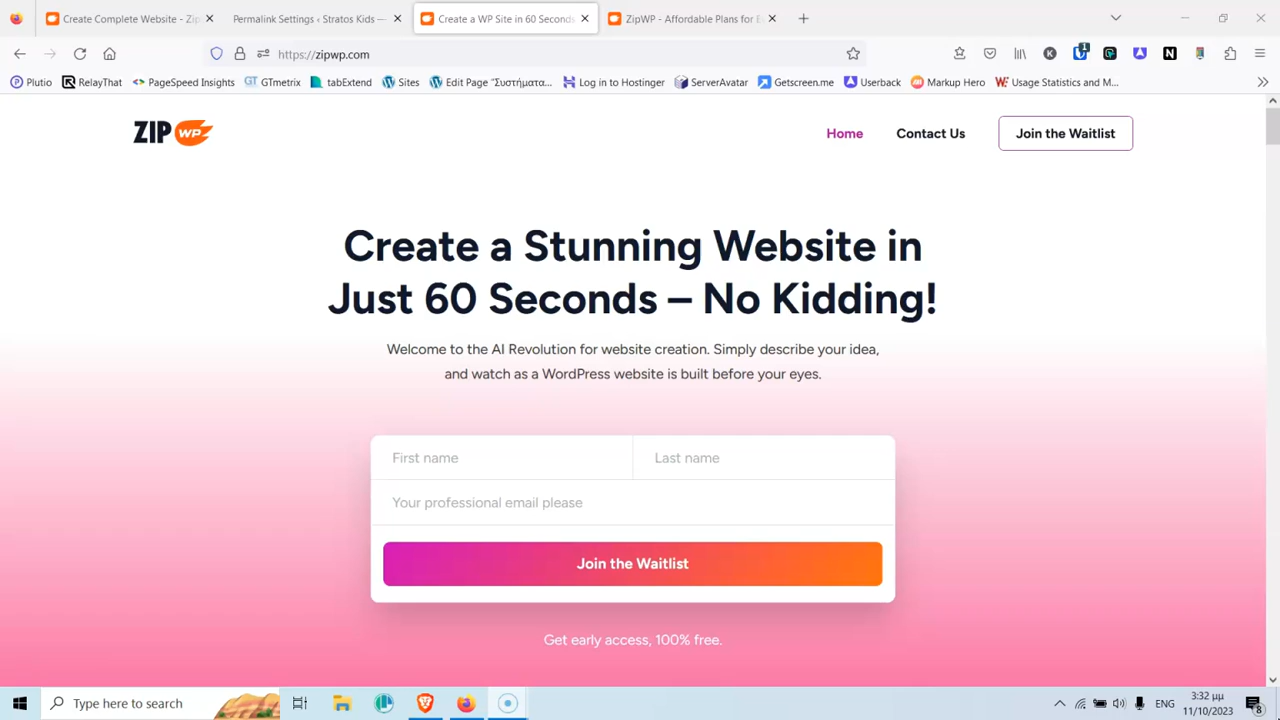 Create Complete Website - Zip
Permalink Settings ‹ Stratos Kids —
Create a WP Site in 60 Seconds
ZipWP - Affordable Plans for E
https://zipwp.com
Plutio
RelayThat
PageSpeed Insights
GTmetrix
tabExtend
Sites
Edit Page "Συστήματα...
Log in to Hostinger
ServerAvatar
Getscreen.me
Userback
Markup Hero
Usage Statistics and M...
ZIP WP
Home
Contact Us
Join the Waitlist
Create a Stunning Website in
Just 60 Seconds – No Kidding!
Welcome to the AI Revolution for website creation. Simply describe your idea,
and watch as a WordPress website is built before your eyes.
First name
Last name
Your professional email please
Join the Waitlist
Get early access, 100% free.
Type here to search
ΕΝG
3:32 μμ
11/10/2023
8